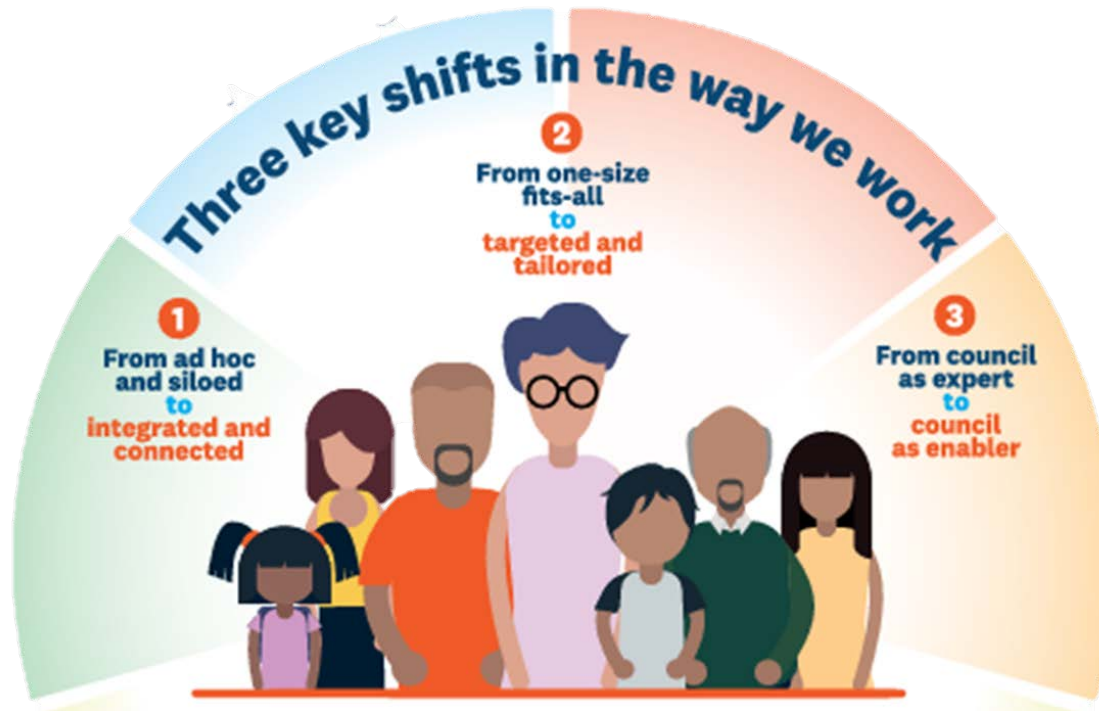 Three key shifts in the way we work
1
From ad hoc
and siloed
to
integrated and
connected
2
From one-size
fits-all
to
targeted and
tailored
3
From council
as expert
to
council
as enabler